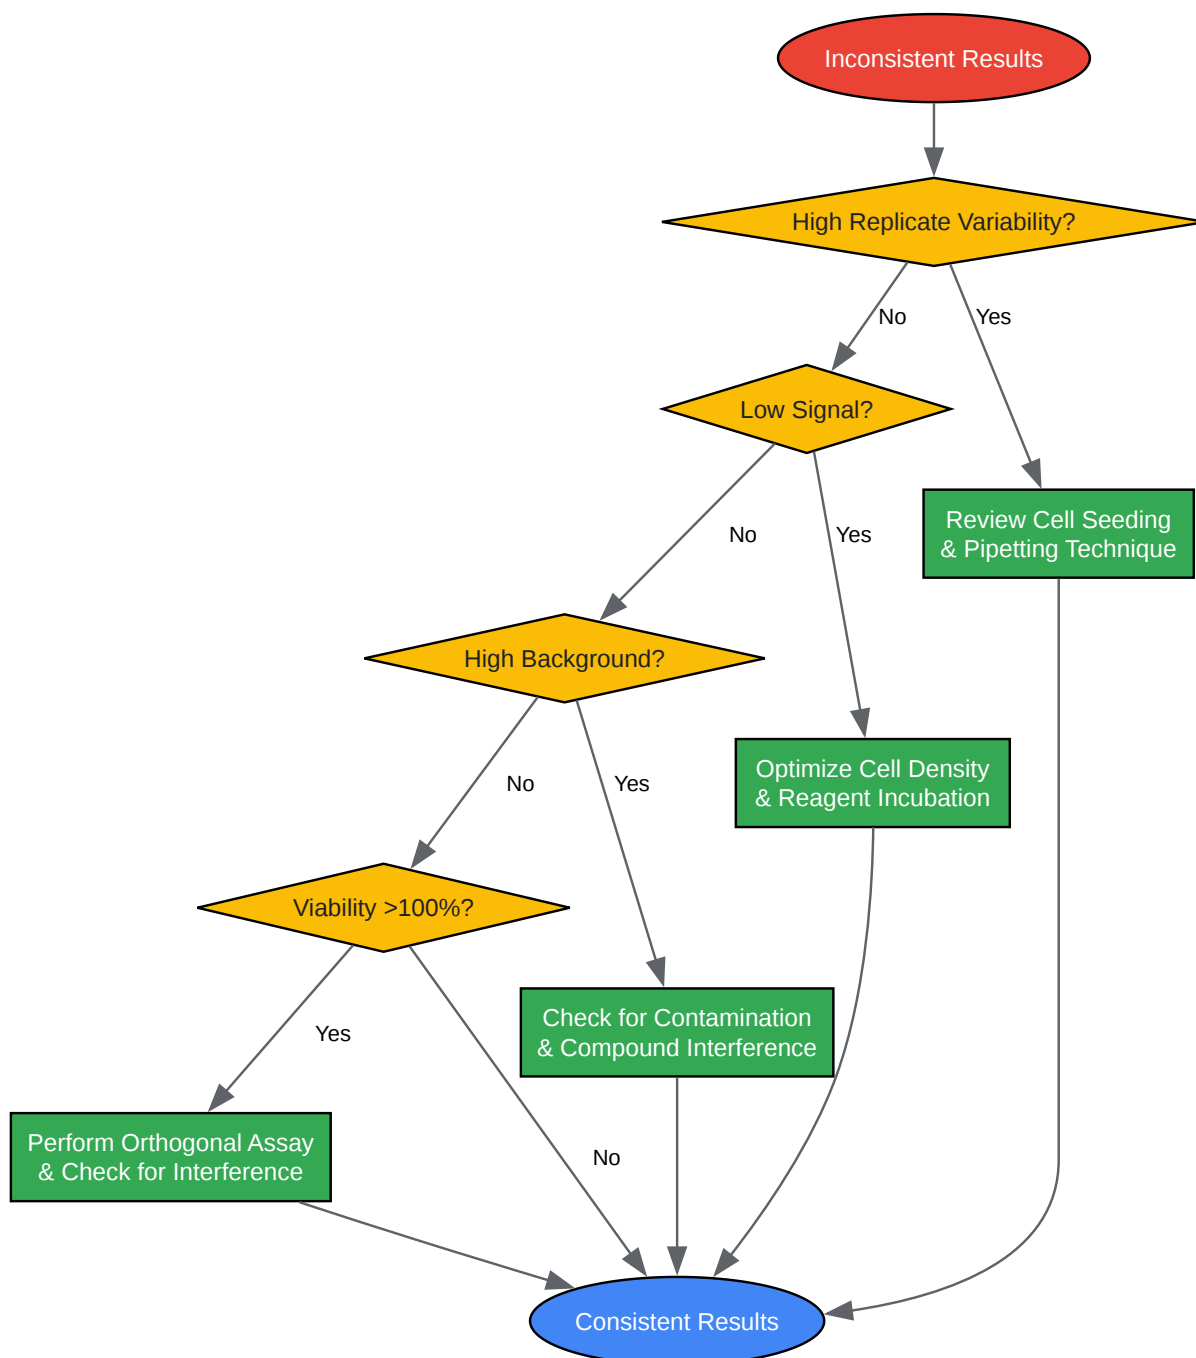 Inconsistent Results
High Replicate Variability?
No
Yes
Low Signal?
Review Cell Seeding
& Pipetting Technique
No
Yes
High Background?
Optimize Cell Density
& Reagent Incubation
No
Yes
Viability >100%?
Check for Contamination
& Compound Interference
Yes
Perform Orthogonal Assay
& Check for Interference
No
Consistent Results